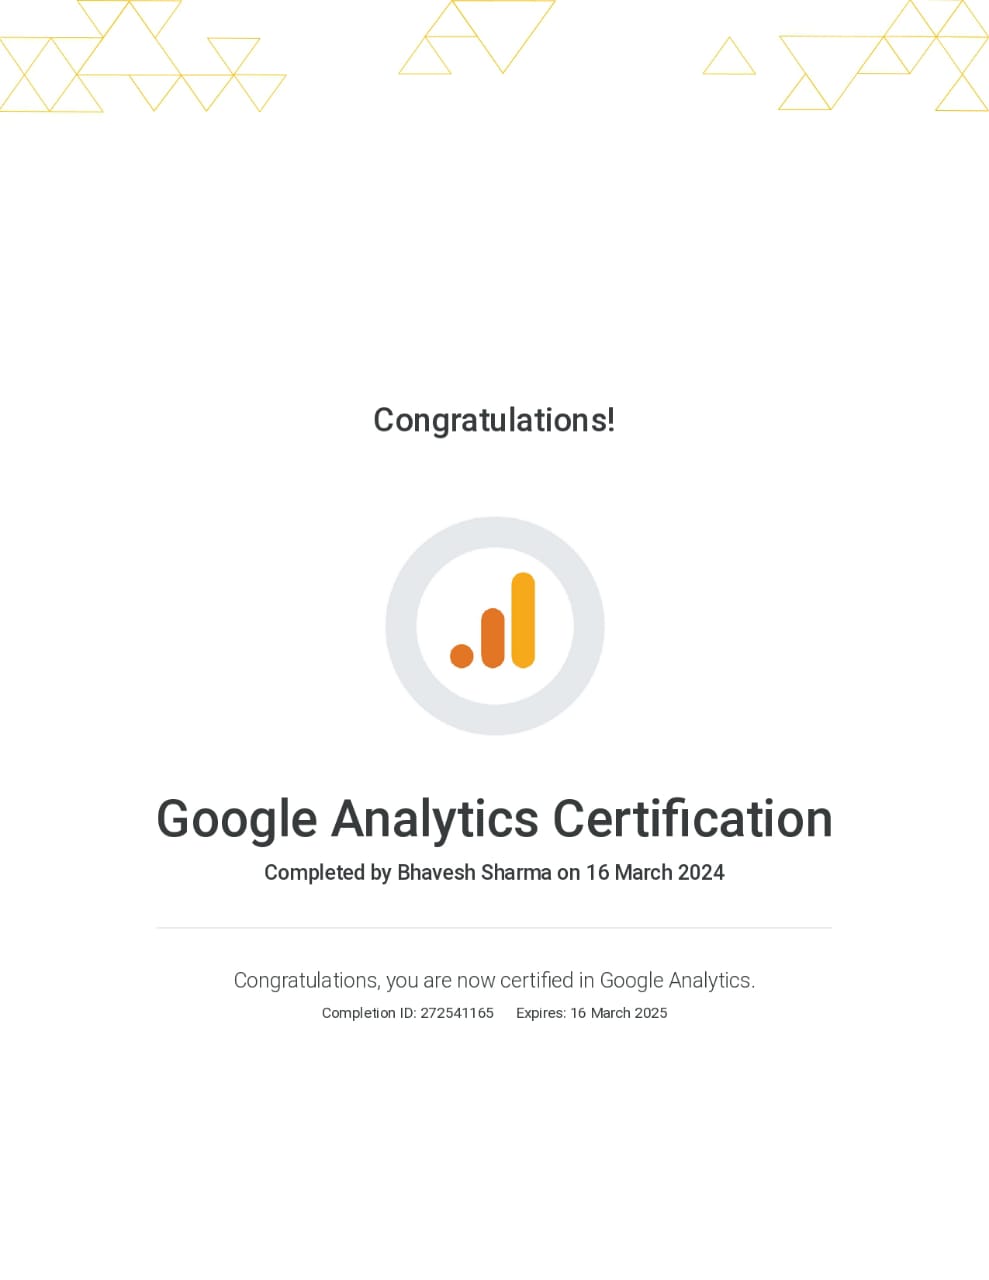 Congratulations!
Google Analytics Certification
Completed by Bhavesh Sharma on 16 March 2024
Congratulations, you are now certified in Google Analytics.
Completion ID: 272541165 Expires: 16 March 2025